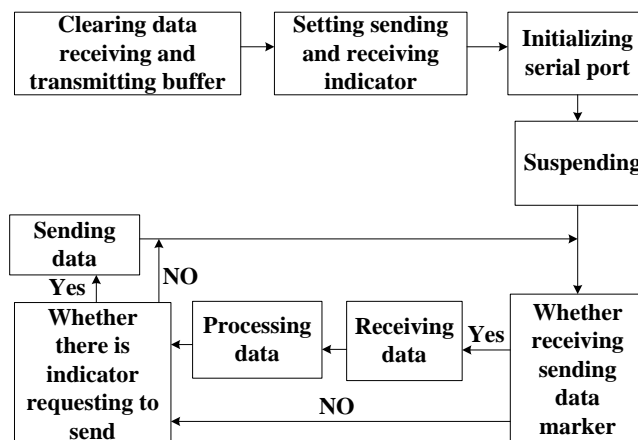 Clearing data
receiving and
transmitting buffer
Setting sending
and receiving
indicator
Initializing
serial port
Suspending
Sending
data
Yes
NO
Whether
there is
indicator
requesting to
send
Processing
data
Receiving
data
Yes
Whether
receiving
sending
data
marker
NO